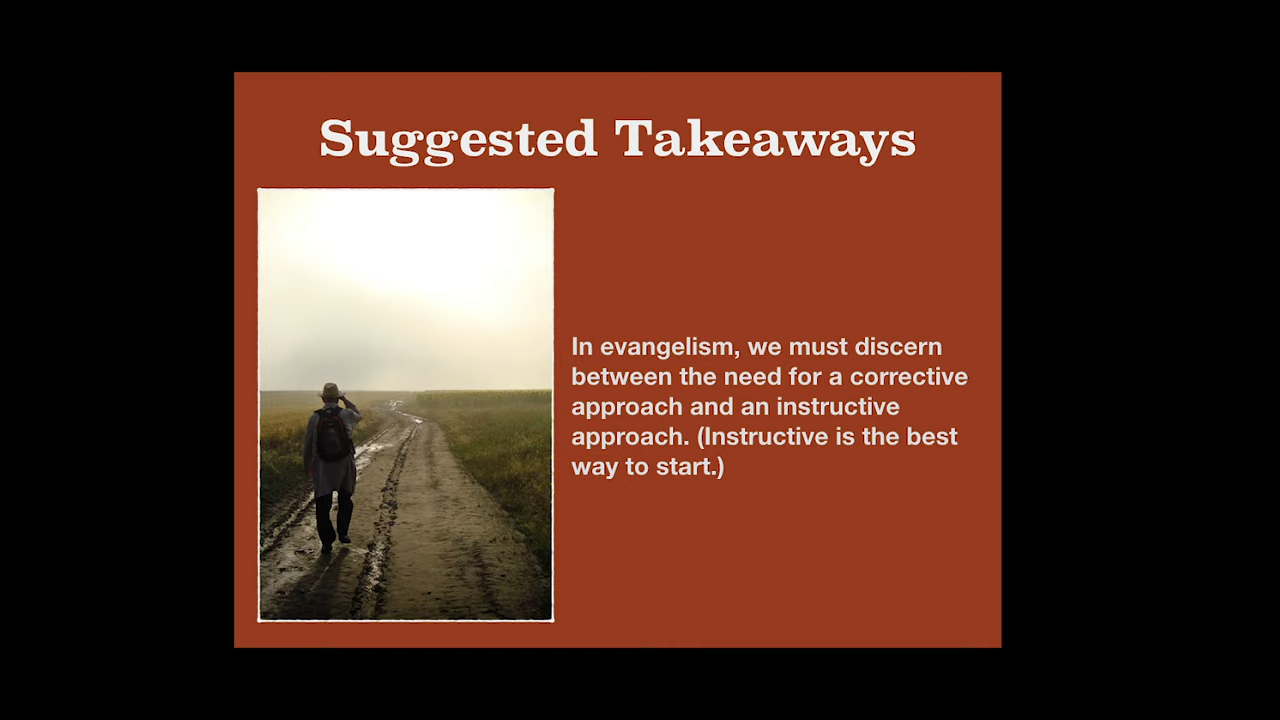 Suggested Takeaways
In evangelism, we must discern
between the need for a corrective
approach and an instructive
approach. (Instructive is the best
way to start.)